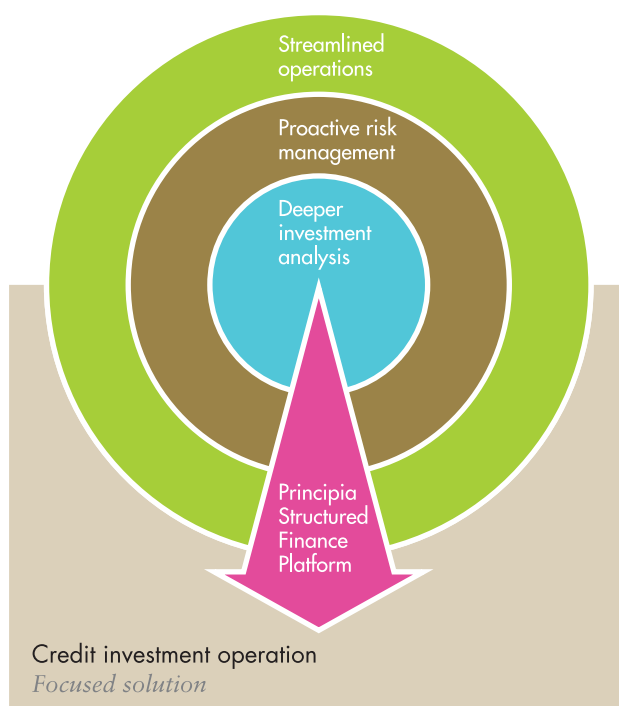 Streamlined
operations
Proactive risk
management
Deeper
investment
analysis
Principia
Structured
Finance
Platform
Credit investment operation
Focused solution